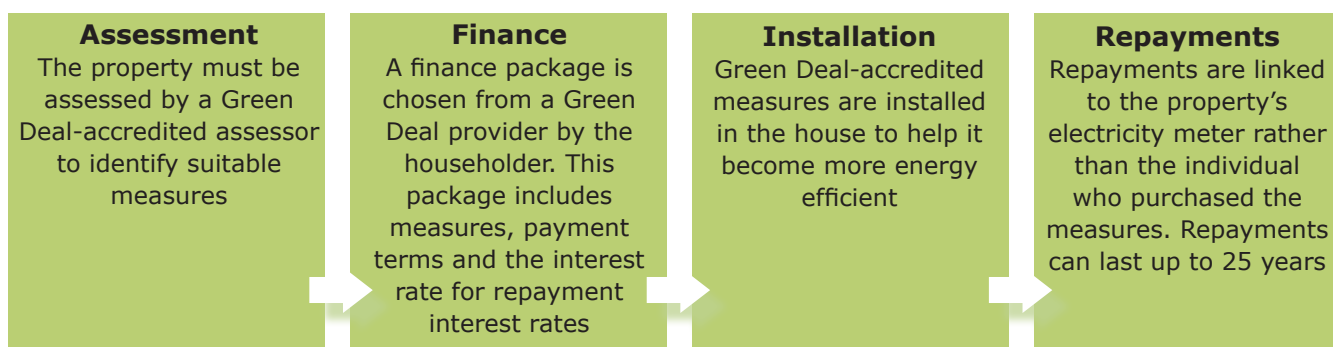 Assessment
The property must be
assessed by a Green
Deal-accredited assessor
to identify suitable
measures
Finance
A finance package is
chosen from a Green
Deal provider by the
householder. This
package includes
measures, payment
terms and the interest
rate for repayment
interest rates
Installation
Green Deal-accredited
measures are installed
in the house to help it
become more energy
efficient
Repayments
Repayments are linked
to the property’s
electricity meter rather
than the individual
who purchased the
measures. Repayments
can last up to 25 years